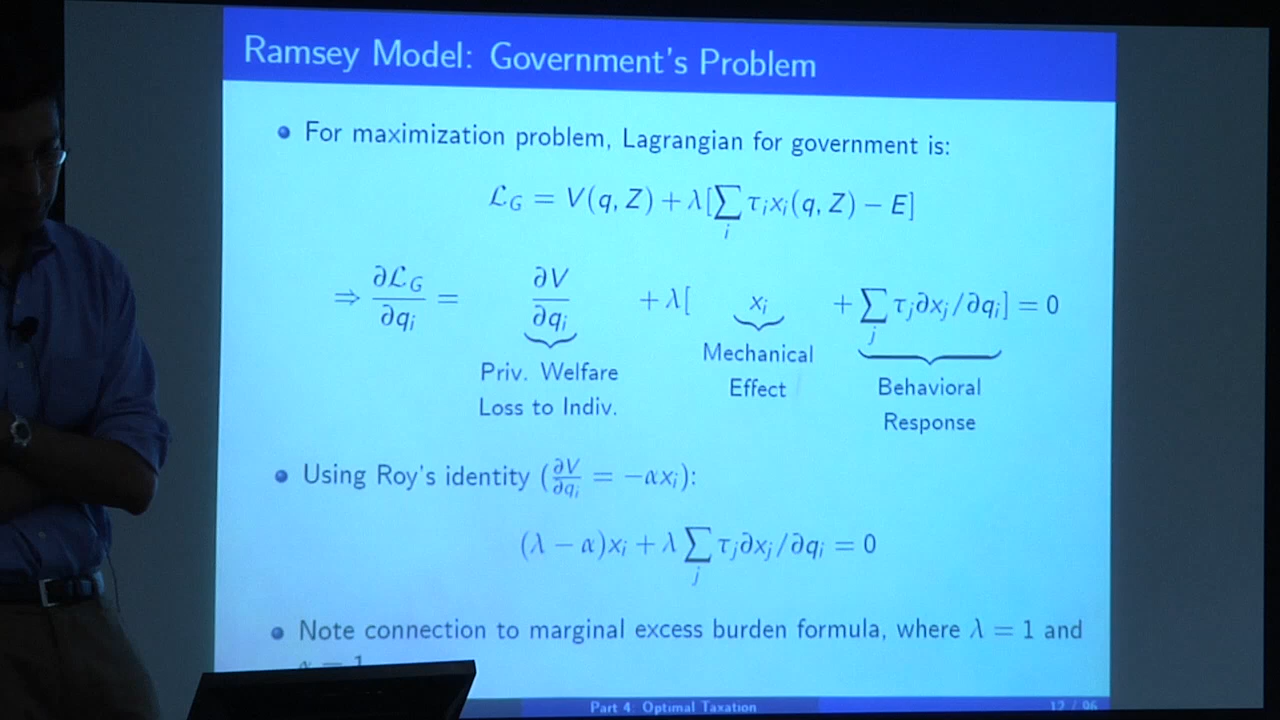 Ramsey Model: Government's Problem
For maximization problem, Lagrangian for government is:
ℒ_G = V(q, Z) + λ[∑_i τ_i x_i(q, Z) − E]
⇒ ∂ℒ_G/∂q_i = ∂V/∂q_i + λ[ x_i + ∑_j τ_j ∂x_j/∂q_i] = 0
Priv. Welfare Loss to Indiv.
Mechanical Effect
Behavioral Response
Using Roy's identity (∂V/∂q_i = −αx_i):
(λ − α)x_i + λ ∑_j τ_j ∂x_j/∂q_i = 0
Note connection to marginal excess burden formula, where λ = 1 and
α = 1
Part 4: Optimal Taxation
12 / 96